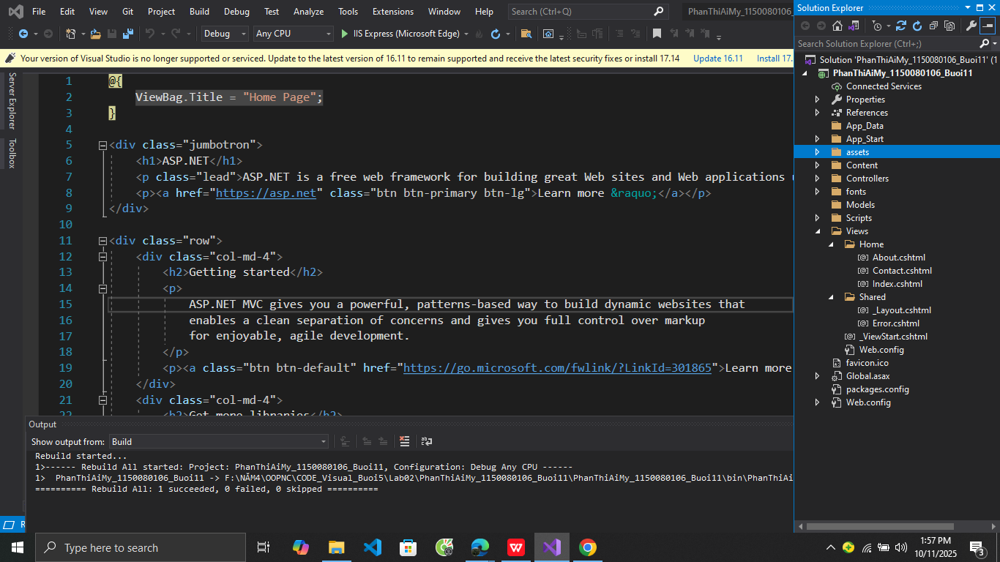 File Edit View Git Project Build Debug Test Analyze Tools Extensions Window Help Search (Ctrl+Q) PhanThiAiMy_1150080106_
Debug Any CPU IIS Express (Microsoft Edge)
Your version of Visual Studio is no longer supported or serviced. Update to the latest version of 16.11 to remain supported and receive the latest security fixes or install 17.14 Update 16.11 Install 17.
Server Explorer
Toolbox
1 @{
2 ViewBag.Title = "Home Page";
3 }
4
5 <div class="jumbotron">
6 <h1>ASP.NET</h1>
7 <p class="lead">ASP.NET is a free web framework for building great Web sites and Web applications
8 <p><a href="https://asp.net" class="btn btn-primary btn-lg">Learn more &raquo;</a></p>
9 </div>
10
11 <div class="row">
12 <div class="col-md-4">
13 <h2>Getting started</h2>
14 <p>
15 ASP.NET MVC gives you a powerful, patterns-based way to build dynamic websites that
16 enables a clean separation of concerns and gives you full control over markup
17 for enjoyable, agile development.
18 </p>
19 <p><a class="btn btn-default" href="https://go.microsoft.com/fwlink/?LinkId=301865">Learn more
20 </div>
21 <div class="col-md-4">
22 <h2>Get more libraries</h2>
Output
Show output from: Build
Rebuild started...
1>------ Rebuild All started: Project: PhanThiAiMy_1150080106_Buoi11, Configuration: Debug Any CPU ------
1> PhanThiAiMy_1150080106_Buoi11 -> F:\NĂM4\OOPNC\CODE_Visual_Buoi5\Lab02\PhanThiAiMy_1150080106_Buoi11\PhanThiAiMy_1150080106_Buoi11\bin\PhanThiAi
========== Rebuild All: 1 succeeded, 0 failed, 0 skipped ==========
Solution Explorer
Search Solution Explorer (Ctrl+;)
Solution 'PhanThiAiMy_1150080106_Buoi11' (1
PhanThiAiMy_1150080106_Buoi11
Connected Services
Properties
References
App_Data
App_Start
assets
Content
Controllers
fonts
Models
Scripts
Views
Home
About.cshtml
Contact.cshtml
Index.cshtml
Shared
_Layout.cshtml
Error.cshtml
_ViewStart.cshtml
Web.config
favicon.ico
Global.asax
packages.config
Web.config
R
Type here to search
1:57 PM
10/11/2025
3